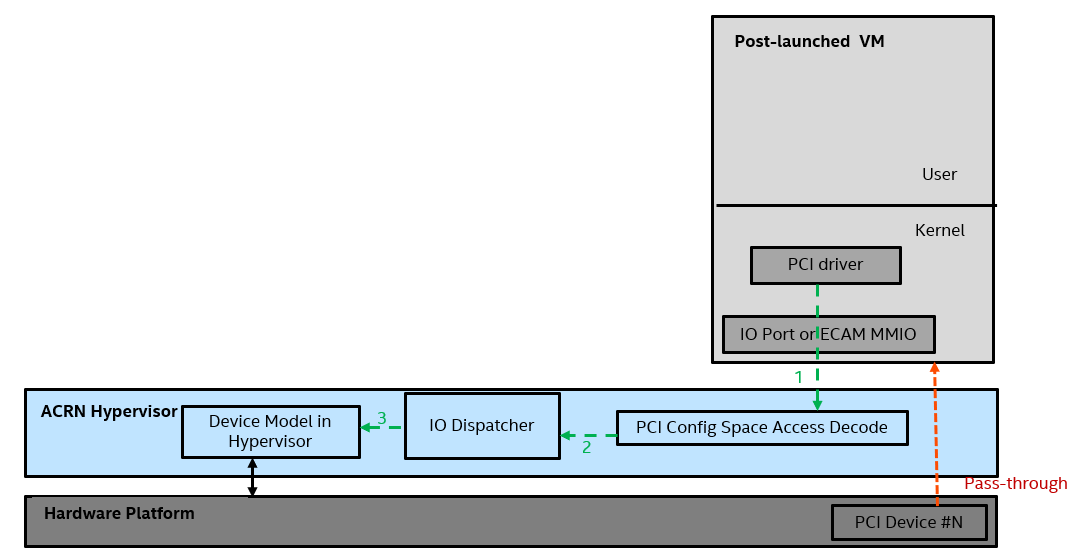 Post-launched  VM
User
Kernel
PCI driver
IO Port or ECAM MMIO
1
ACRN Hypervisor
Device Model in
Hypervisor
3
IO Dispatcher
2
PCI Config Space Access Decode
Pass-through
Hardware Platform
PCI Device #N